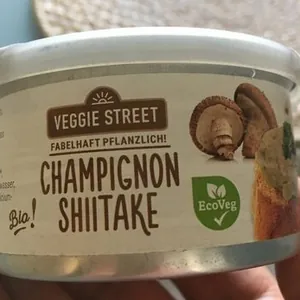 VEGGIE STREET
FABELHAFT PFLANZLICH!
CHAMPIGNON
SHIITAKE
Bio!
EcoVeg